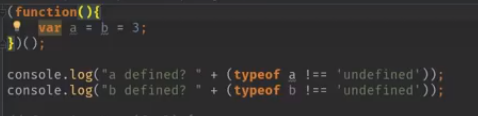 (function(){
var a = b = 3;
})();
console.log("a defined? " + (typeof a !== 'undefined'));
console.log("b defined? " + (typeof b !== 'undefined'));